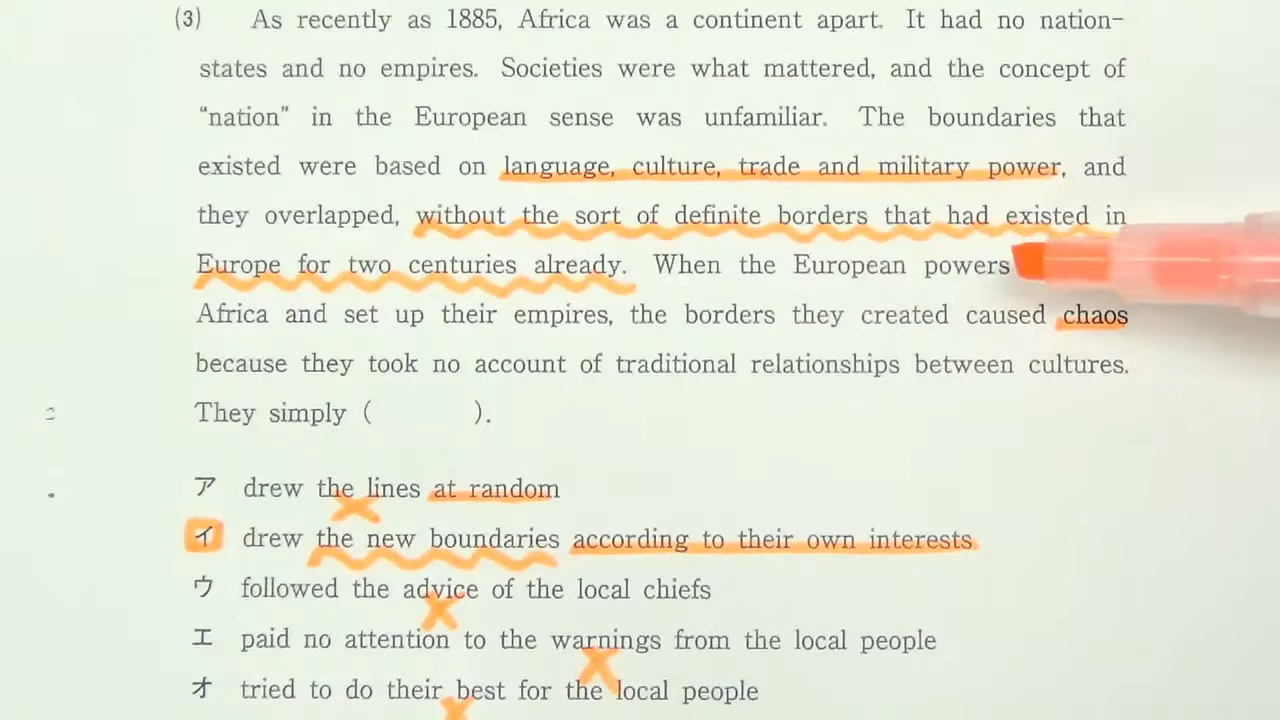 (3) As recently as 1885, Africa was a continent apart. It had no nation-
states and no empires. Societies were what mattered, and the concept of
“nation” in the European sense was unfamiliar. The boundaries that
existed were based on language, culture, trade and military power, and
they overlapped, without the sort of definite borders that had existed in
Europe for two centuries already. When the European powers
Africa and set up their empires, the borders they created caused chaos
because they took no account of traditional relationships between cultures.
They simply ( ).
ア drew the lines at random
イ drew the new boundaries according to their own interests
ウ followed the advice of the local chiefs
エ paid no attention to the warnings from the local people
オ tried to do their best for the local people